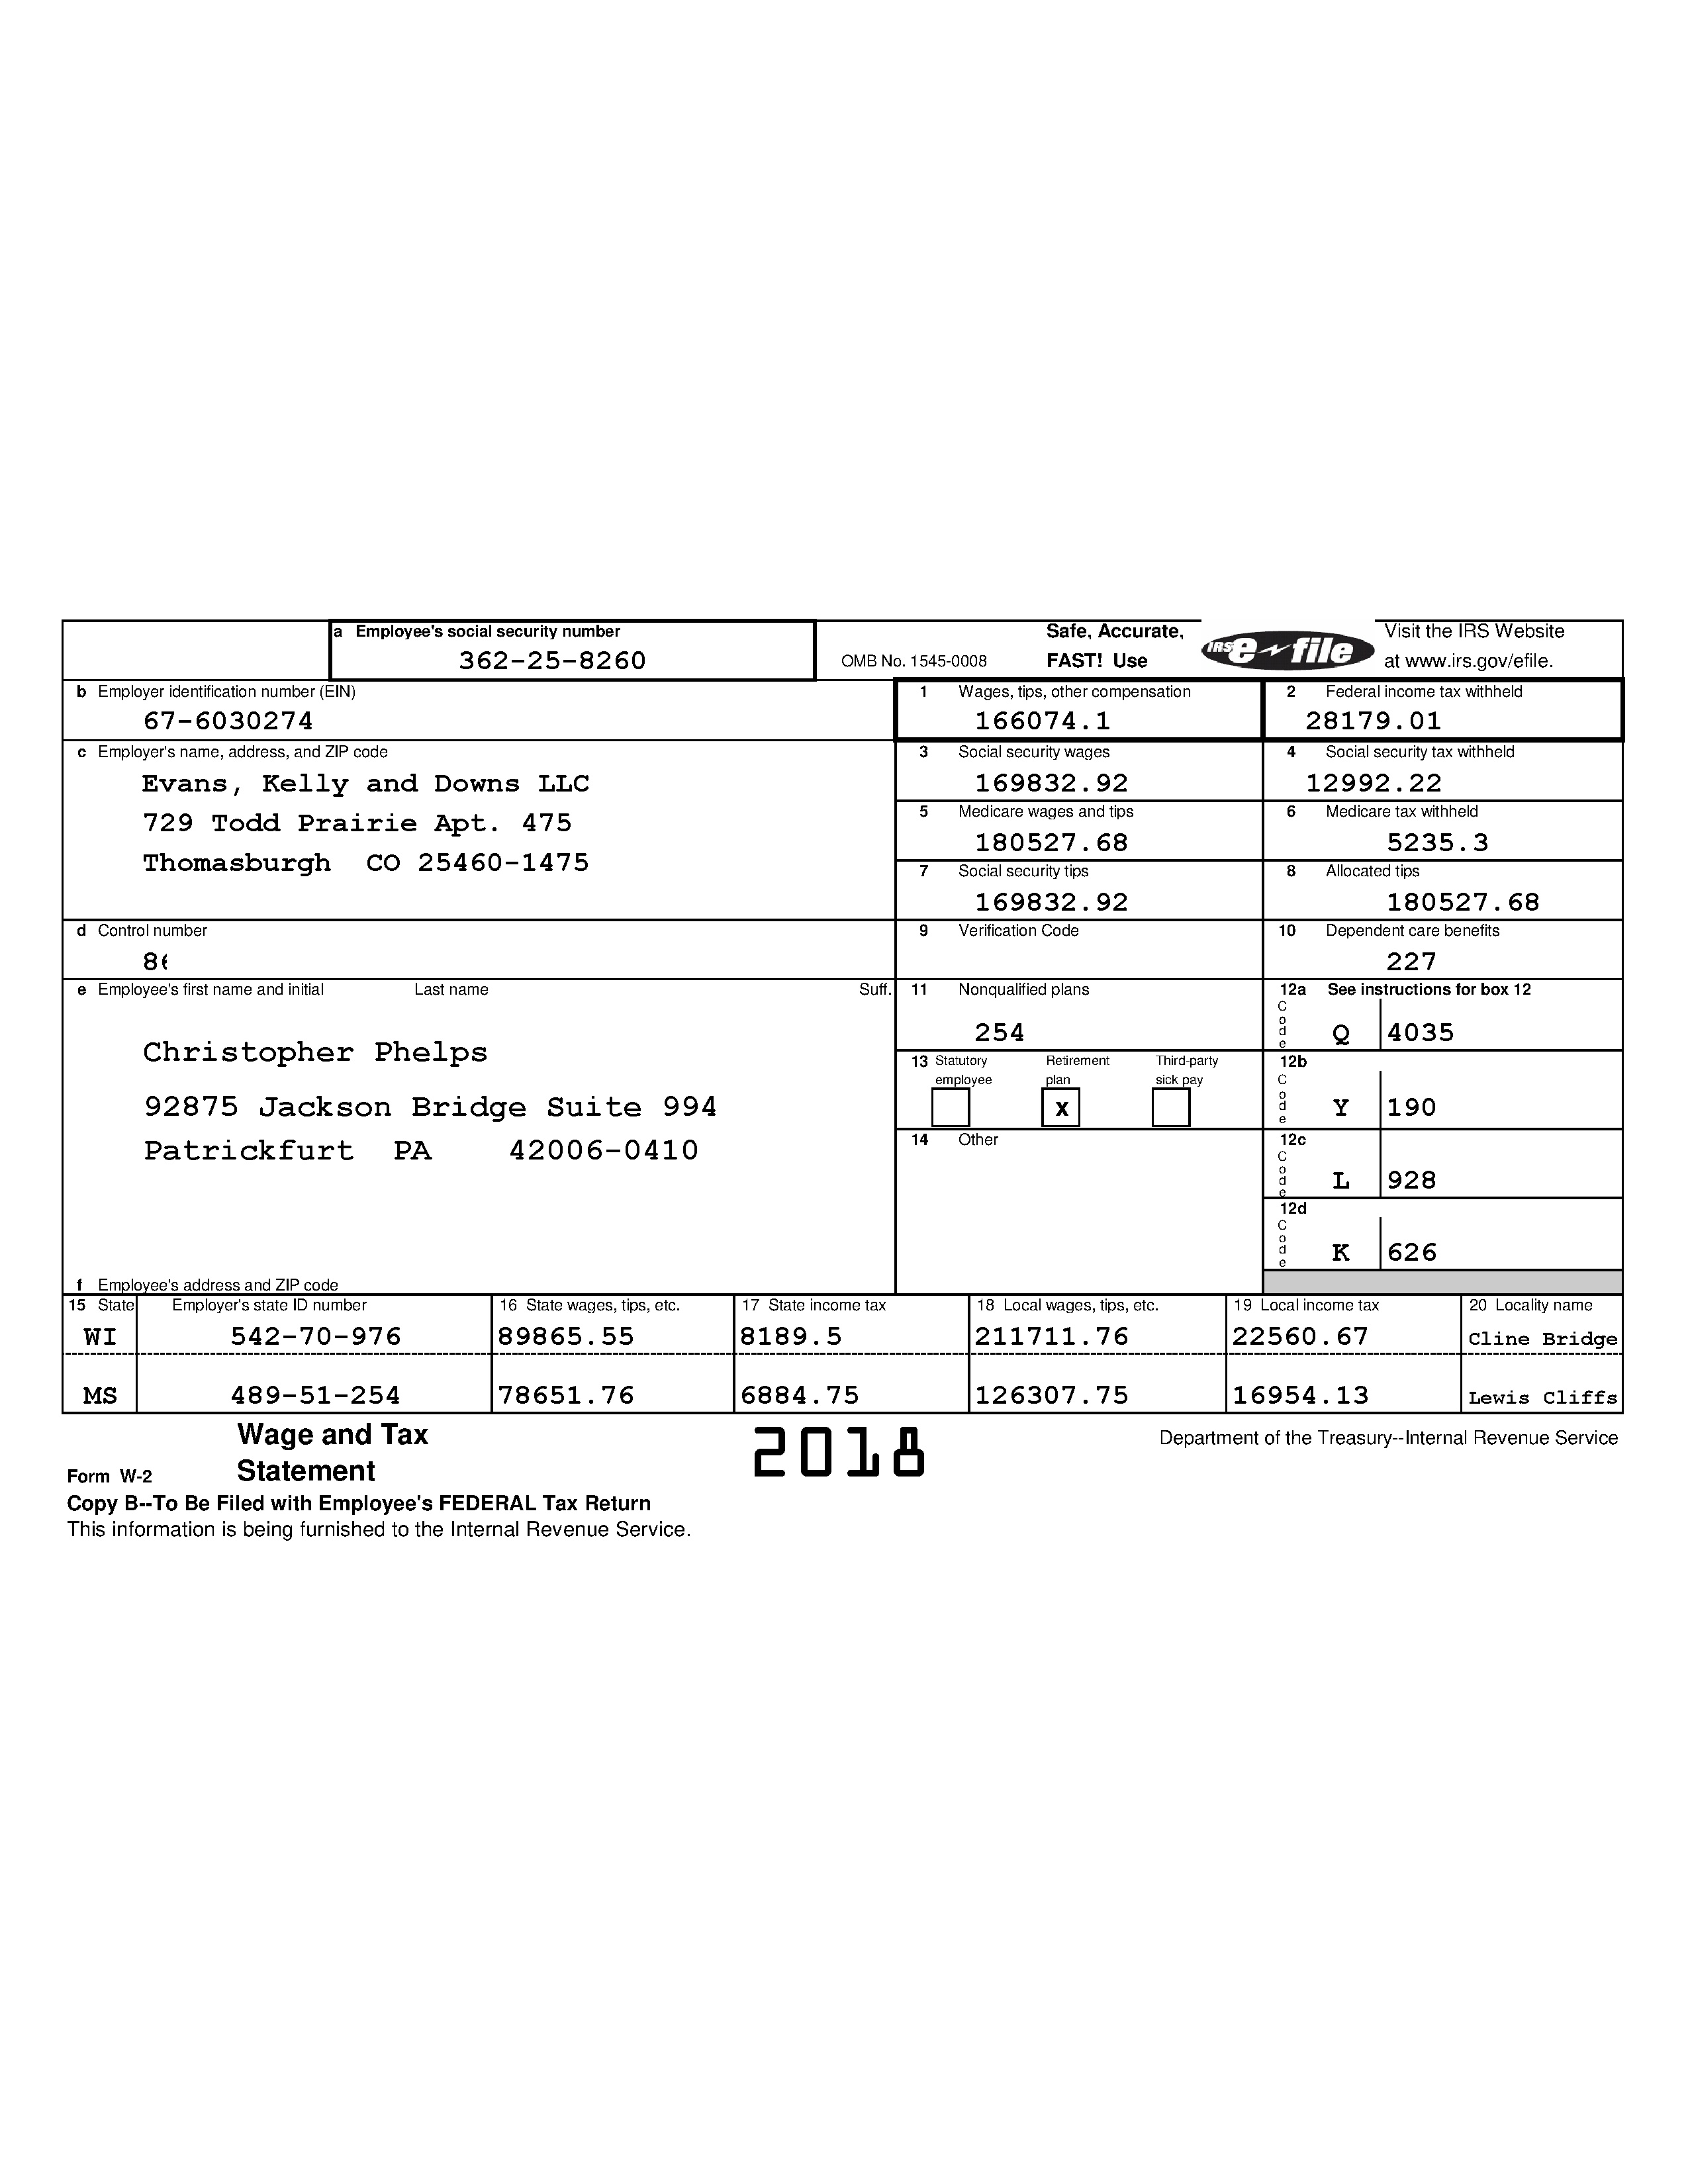 a Employee's social security number
362-25-8260
OMB No. 1545-0008
Safe, Accurate,
FAST! Use
IRS e file
Visit the IRS Website
at www.irs.gov/efile.
b Employer identification number (EIN)
67-6030274
1 Wages, tips, other compensation
166074.1
2 Federal income tax withheld
28179.01
c Employer's name, address, and ZIP code
Evans, Kelly and Downs LLC
729 Todd Prairie Apt. 475
Thomasburgh CO 25460-1475
3 Social security wages
169832.92
4 Social security tax withheld
12992.22
5 Medicare wages and tips
180527.68
6 Medicare tax withheld
5235.3
7 Social security tips
169832.92
8 Allocated tips
180527.68
d Control number
9 Verification Code
10 Dependent care benefits
227
e Employee's first name and initial Last name Suff.
Christopher Phelps
92875 Jackson Bridge Suite 994
Patrickfurt PA 42006-0410
f Employee's address and ZIP code
11 Nonqualified plans
254
12a See instructions for box 12
Code Q 4035
13 Statutory employee
Retirement plan X
Third-party sick pay
12b
Code Y 190
14 Other
12c
Code L 928
12d
Code K 626
15 State Employer's state ID number 16 State wages, tips, etc. 17 State income tax 18 Local wages, tips, etc. 19 Local income tax 20 Locality name
WI 542-70-976 89865.55 8189.5 211711.76 22560.67 Cline Bridge
MS 489-51-254 78651.76 6884.75 126307.75 16954.13 Lewis Cliffs
Form W-2
Wage and Tax
Statement
2018
Department of the Treasury--Internal Revenue Service
Copy B--To Be Filed with Employee's FEDERAL Tax Return
This information is being furnished to the Internal Revenue Service.